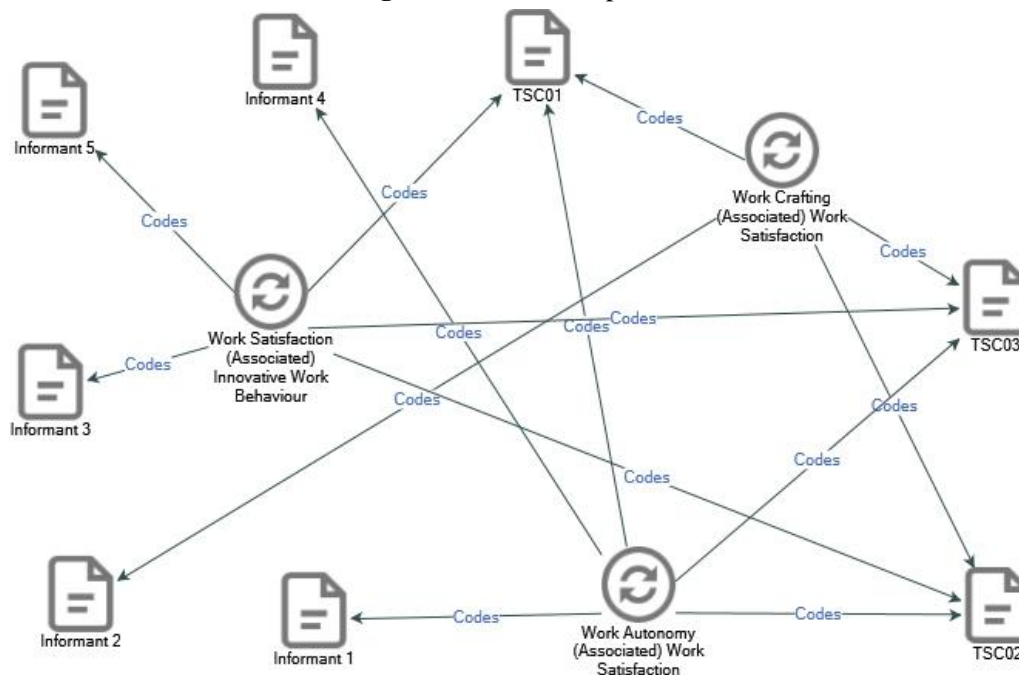 Informant 4
TSC01
Informant 5
Codes
Work Crafting
(Associated) Work
Satisfaction
Codes
Codes
Codes
Work Satisfaction
(Associated)
Innovative Work
Behaviour
Codes
Codes
Codes
Codes
TSC03
Codes
Informant 3
Codes
Codes
Codes
Codes
Informant 2
Codes
Informant 1
Work Autonomy
(Associated) Work
Satisfaction
Codes
TSC02